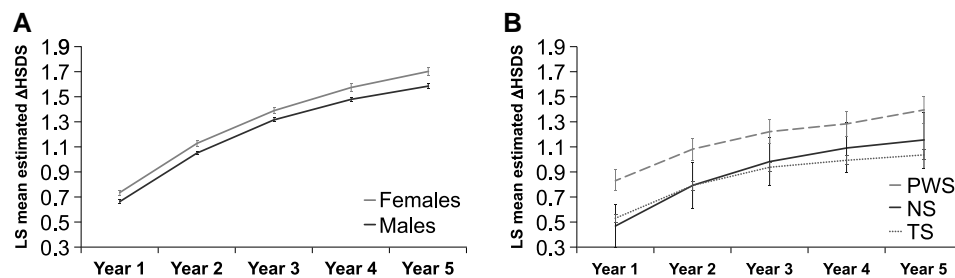 A
LS mean estimated ΔHSDS
1.9
1.7
1.5
1.3
1.1
0.9
0.7
0.5
0.3
Females
Males
Year 1 Year 2 Year 3 Year 4 Year 5
B
LS mean estimated ΔHSDS
1.9
1.7
1.5
1.3
1.1
0.9
0.7
0.5
0.3
PWS
NS
TS
Year 1 Year 2 Year 3 Year 4 Year 5